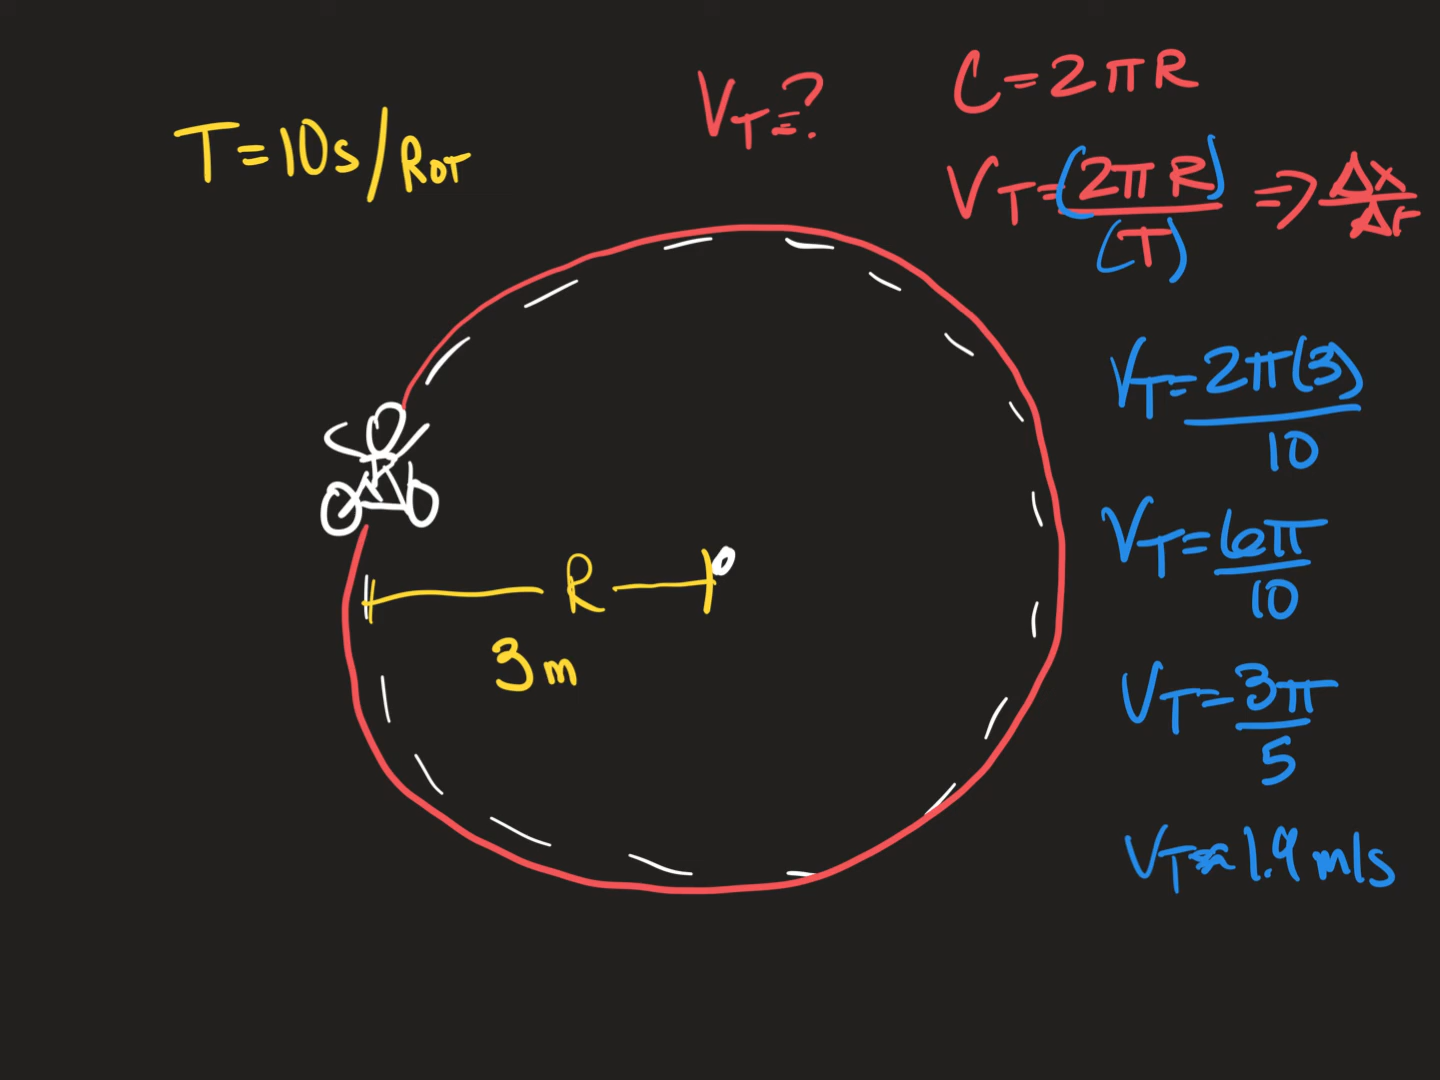 T=10s/ROT
VT=?
C=2πR
VT=(2πR)/(T) => Δx/Δt
VT=2π(3)/10
VT=6π/10
R
3m
VT=3π/5
VT≈1.9 m/s